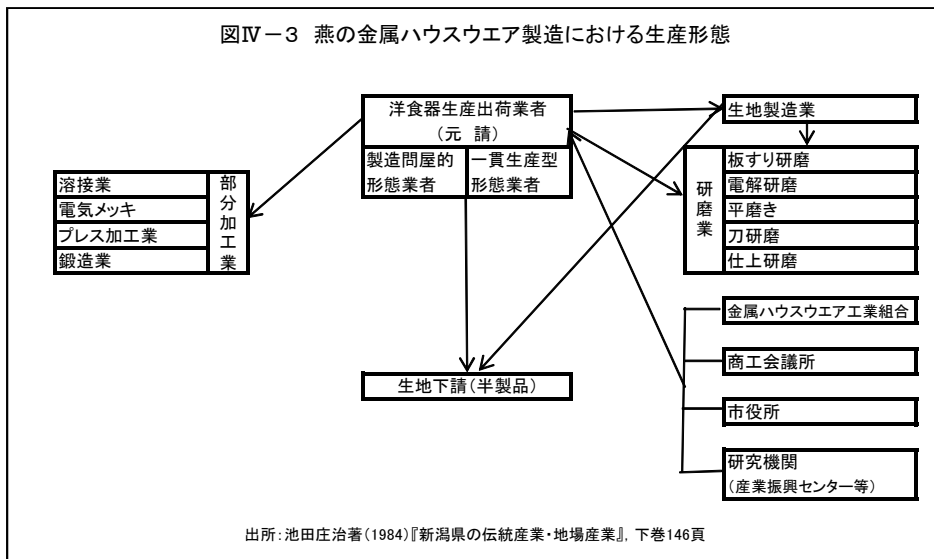 図Ⅳ－３ 燕の金属ハウスウエア製造における生産形態
洋食器生産出荷業者
（元 請）
製造問屋的
形態業者
一貫生産型
形態業者
生地製造業
研磨業
板すり研磨
電解研磨
平磨き
刀研磨
仕上研磨
溶接業
電気メッキ
プレス加工業
鍛造業
部分加工業
生地下請（半製品）
金属ハウスウエア工業組合
商工会議所
市役所
研究機関
（産業振興センター等）
出所：池田庄治著（1984）『新潟県の伝統産業・地場産業』，下巻146頁